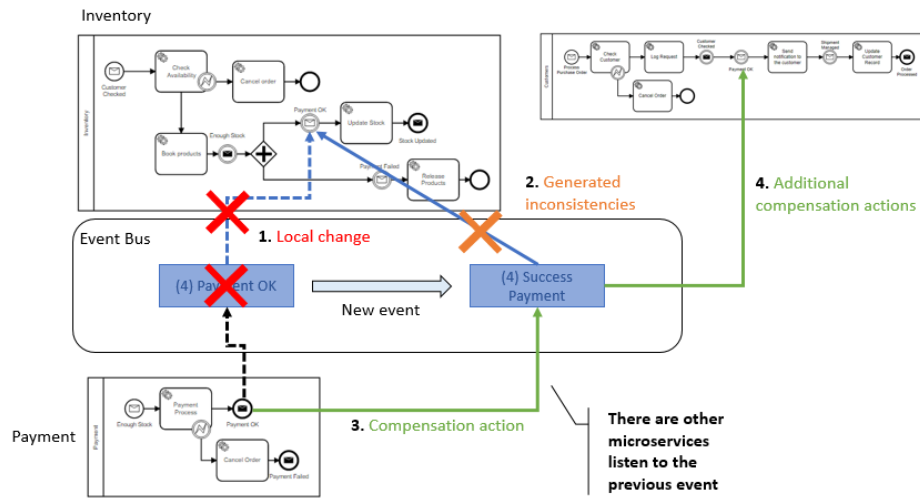 Inventory
Inventory
Customer
Checked
Check
Availability
Cancel order
Book products
Enough Stock
Payment OK
Update Stock
Stock Updated
Payment Failed
Release
Products
Customers
Process
Purchase Order
Check
Customer
Cancel Order
Log Request
Customer
Checked
Payment OK
Send
notification to
the customer
Shipment
Managed
Update
Customer
Record
Order
Processed
1. Local change
2. Generated
inconsistencies
4. Additional
compensation actions
Event Bus
(4) Payment OK
New event
(4) Success
Payment
Payment
Payment
Enough Stock
Payment
Process
Payment OK
Cancel Order
Payment Failed
3. Compensation action
There are other
microservices
listen to the
previous event